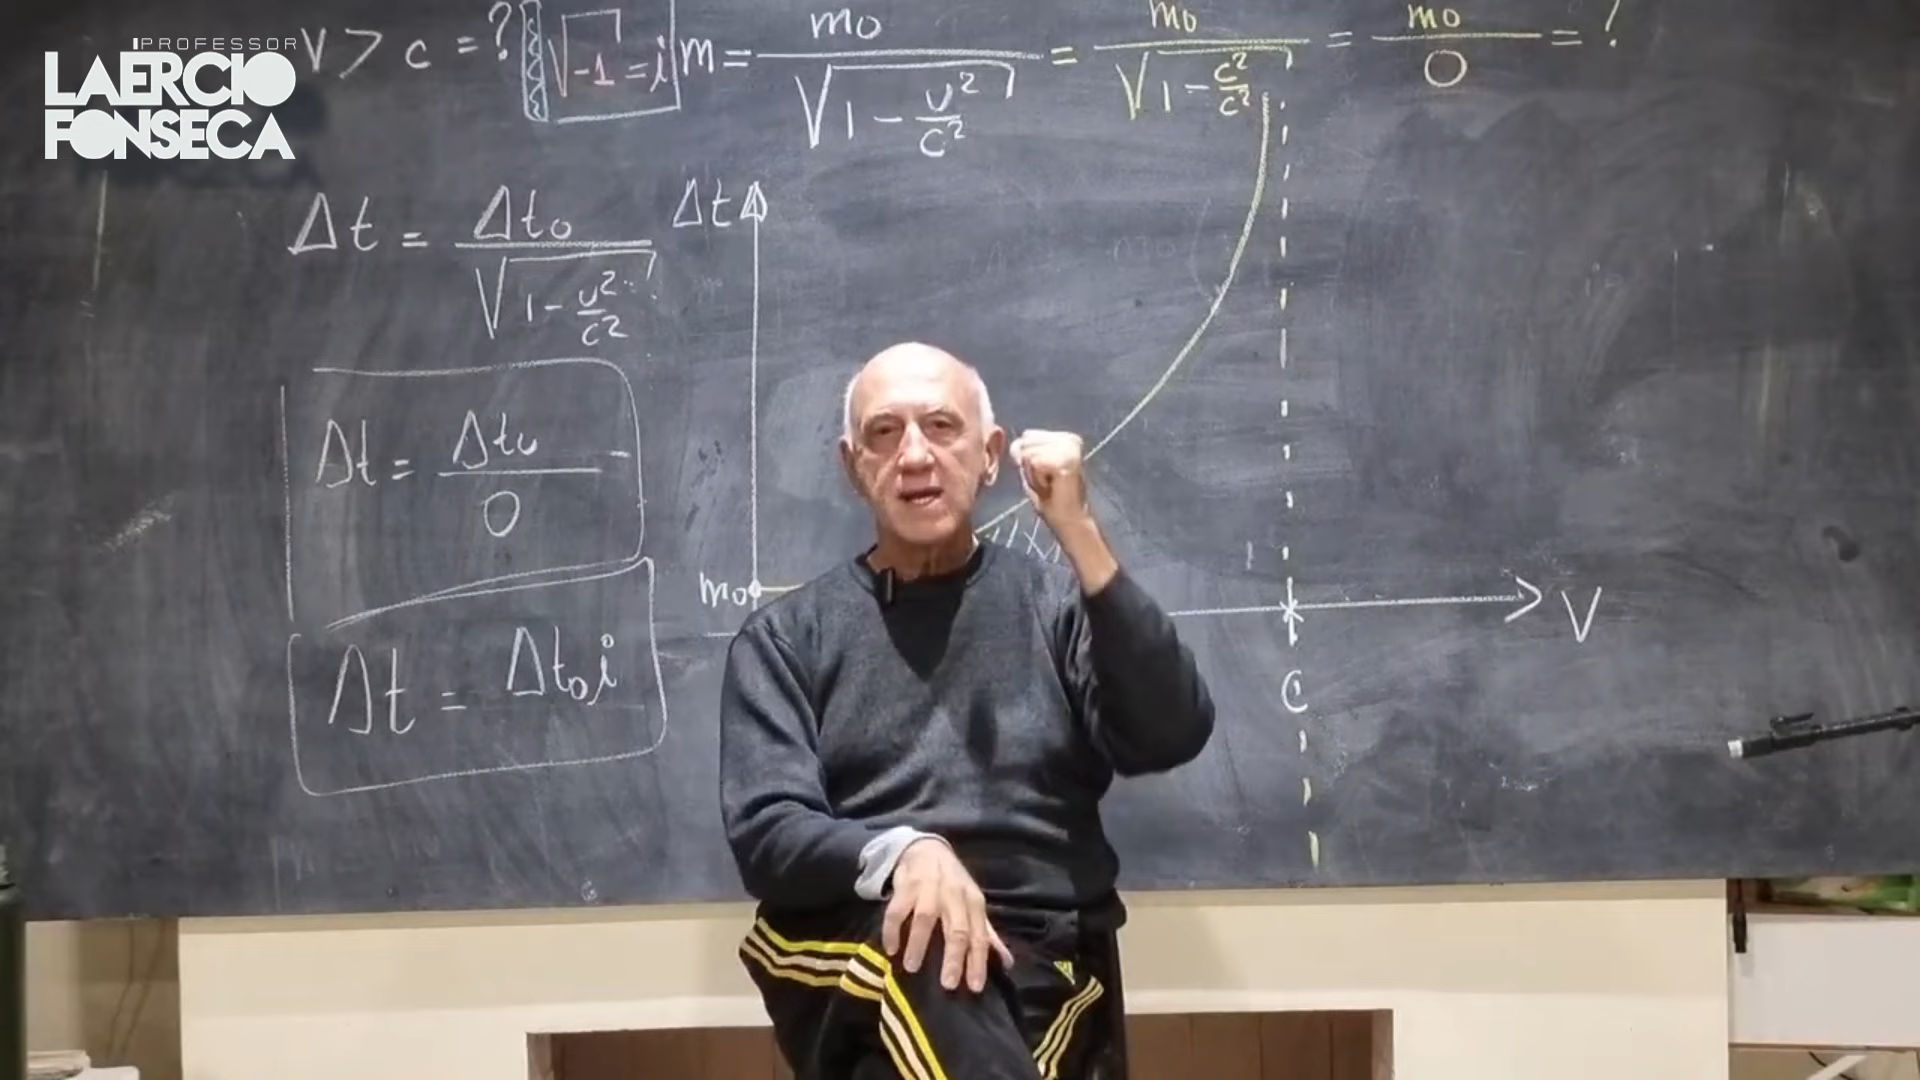 PROFESSOR
LAERCIO
FONSECA
V > c = ?
√-1 = i
m = m0 / √1 - v²/c² = m0 / √1 - c²/c² = m0 / 0 = ?
Δt = Δt0 / √1 - v²/c²
Δt
Δt = Δt0 / 0
m0
V
Δt = Δt0 i
C